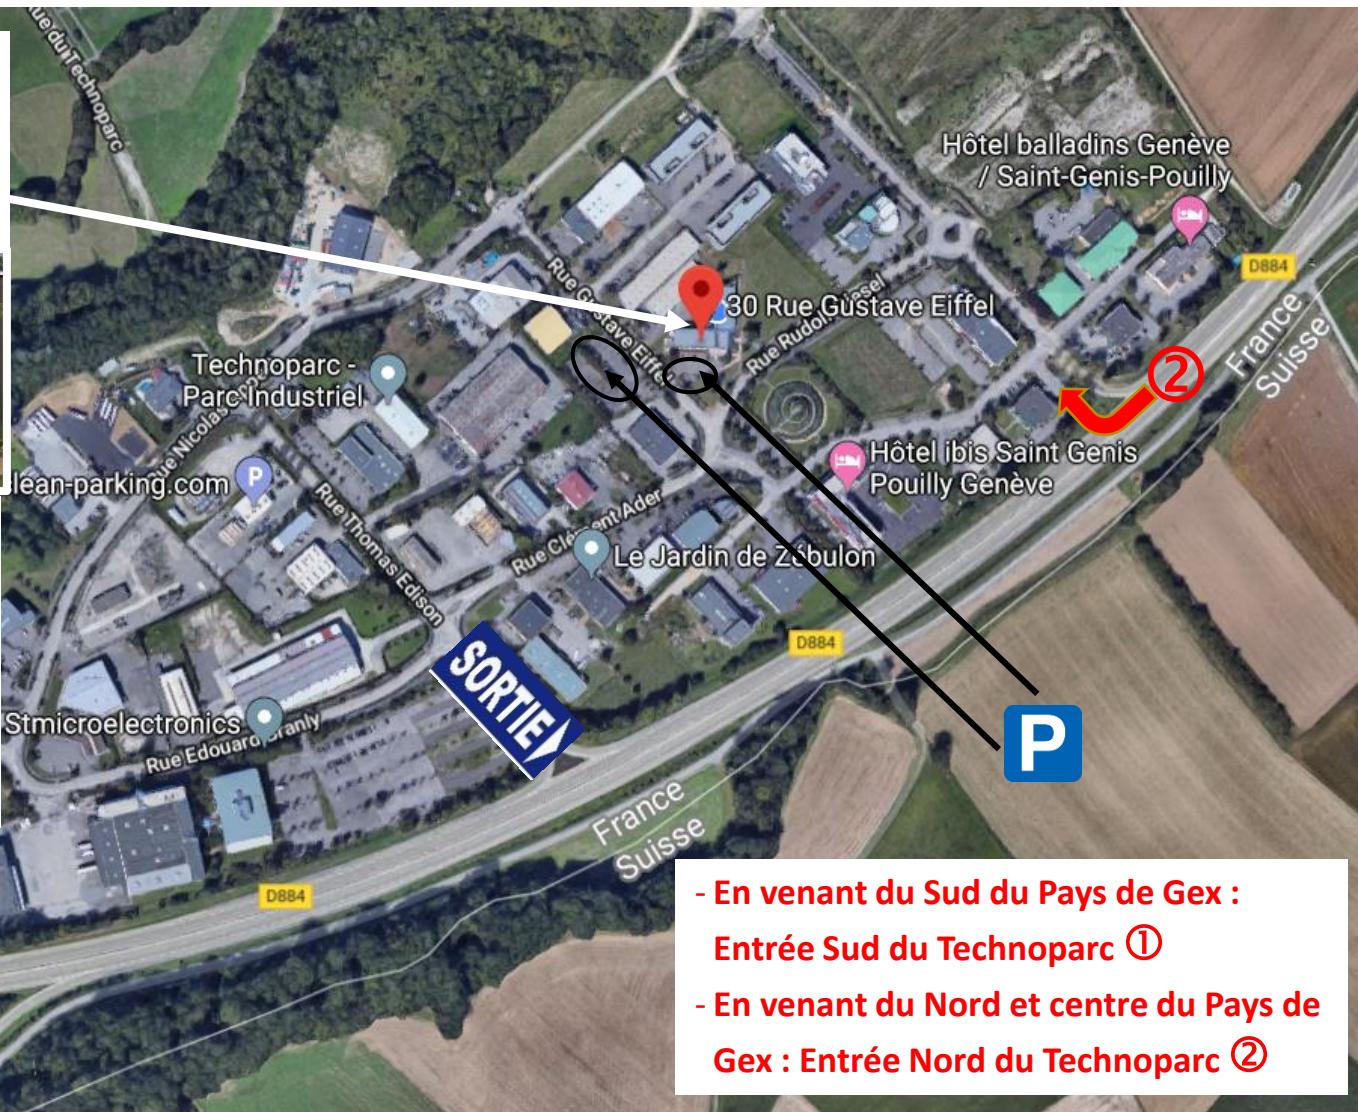 Rue du Technoparc
Hôtel balladins Genève
/ Saint-Genis-Pouilly
D884
France
Suisse
30 Rue Gustave Eiffel
Rue Gustave Eiffel
Rue Rudolf Diesel
②
Technoparc -
Parc Industriel
Rue Nicolas
clean-parking.com
P
Hôtel ibis Saint Genis
Pouilly Genève
Rue Thomas Edison
Rue Clément Ader
Le Jardin de Zébulon
D884
SORTIE
Stmicroelectronics
Rue Edouard Branly
P
France
Suisse
D884
- En venant du Sud du Pays de Gex :
Entrée Sud du Technoparc ①
- En venant du Nord et centre du Pays de
Gex : Entrée Nord du Technoparc ②